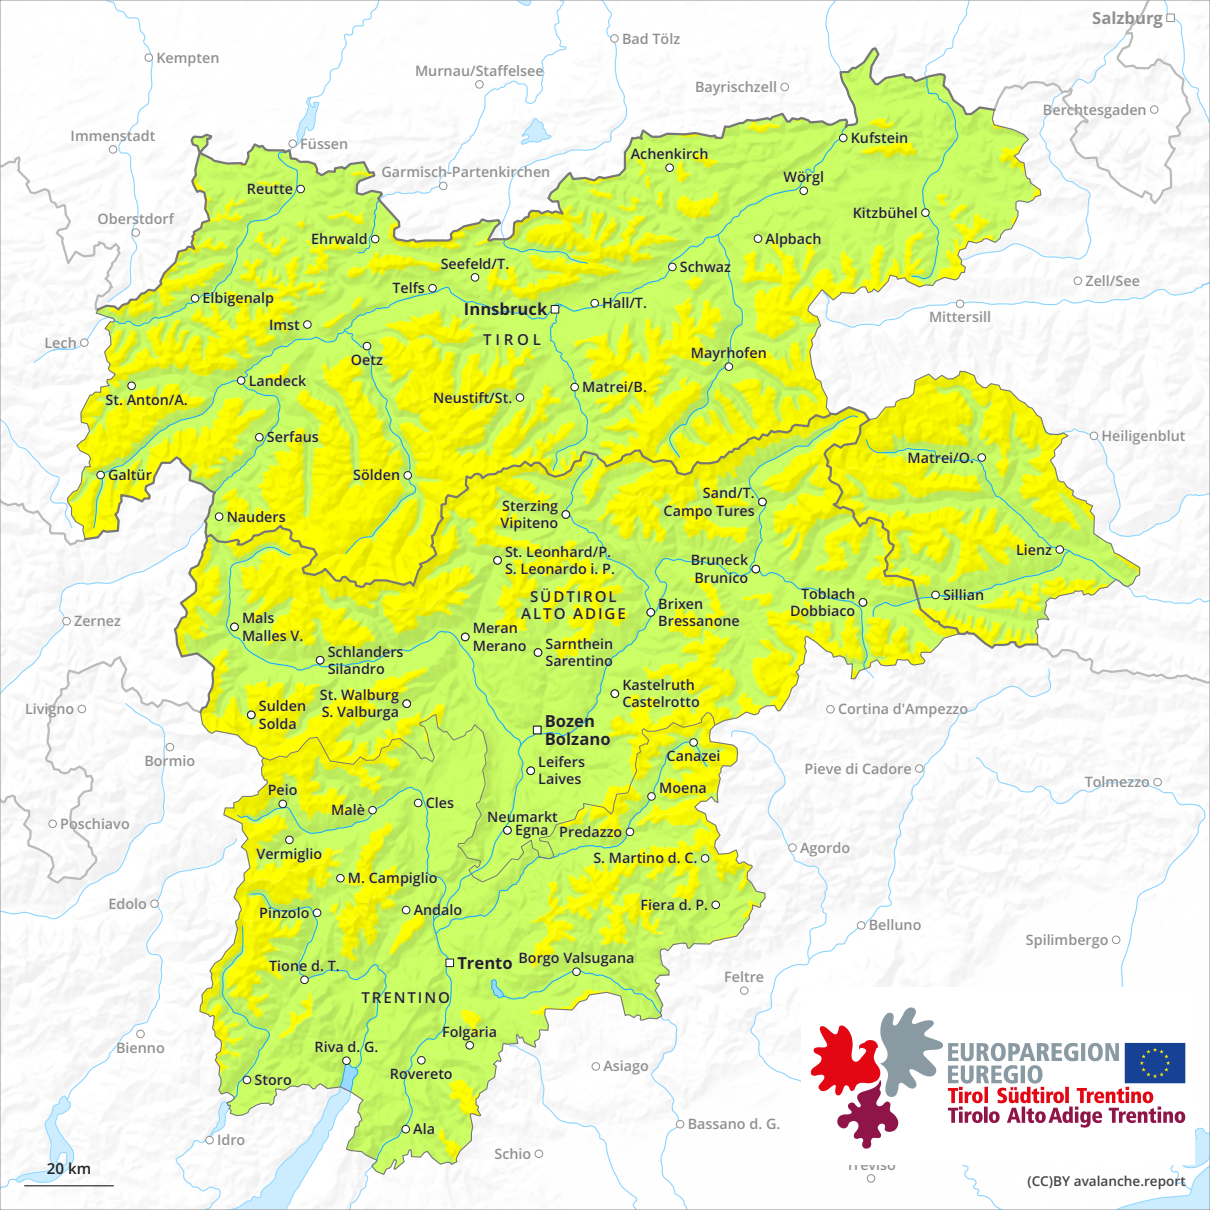 Salzburg
Bad Tölz
Kempten
Murnau/Staffelsee
Bayrischzell
Berchtesgaden
Immenstadt
Füssen
Kufstein
Achenkirch
Garmisch-Partenkirchen
Wörgl
Reutte
Oberstdorf
Kitzbühel
Ehrwald
Alpbach
Seefeld/T.
Schwaz
Zell/See
Telfs
Elbigenalp
Hall/T.
Innsbruck
Mittersill
Imst
TIROL
Lech
Oetz
Mayrhofen
Landeck
Matrei/B.
St. Anton/A.
Neustift/St.
Serfaus
Heiligenblut
Matrei/O.
Galtür
Sölden
Sand/T.
Campo Tures
Sterzing
Vipiteno
Nauders
St. Leonhard/P.
S. Leonardo i. P.
Lienz
Bruneck
Brunico
SÜDTIROL
ALTO ADIGE
Toblach
Dobbiaco
Sillian
Brixen
Bressanone
Zernez
Mals
Malles V.
Meran
Merano
Sarnthein
Sarentino
Schlanders
Silandro
Kastelruth
Castelrotto
St. Walburg
S. Valburga
Livigno
Sulden
Solda
Cortina d'Ampezzo
Bozen
Bolzano
Bormio
Canazei
Leifers
Laives
Pieve di Cadore
Tolmezzo
Peio
Moena
Malè
Cles
Neumarkt
Egna
Poschiavo
Predazzo
Vermiglio
S. Martino d. C.
Agordo
M. Campiglio
Edolo
Pinzolo
Andalo
Fiera d. P.
Belluno
Spilimbergo
Trento
Borgo Valsugana
Tione d. T.
Feltre
TRENTINO
Folgaria
Bienno
Riva d. G.
Rovereto
Asiago
Storo
EUROPAREGION
EUREGIO
Tirol Südtirol Trentino
Tirolo Alto Adige Trentino
Ala
Idro
Bassano d. G.
Schio
Treviso
20 km
(CC)BY avalanche.report